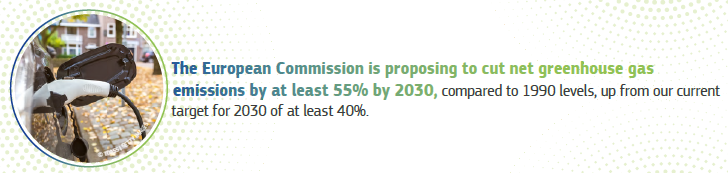 The European Commission is proposing to cut net greenhouse gas
emissions by at least 55% by 2030, compared to 1990 levels, up from our current
target for 2030 of at least 40%.